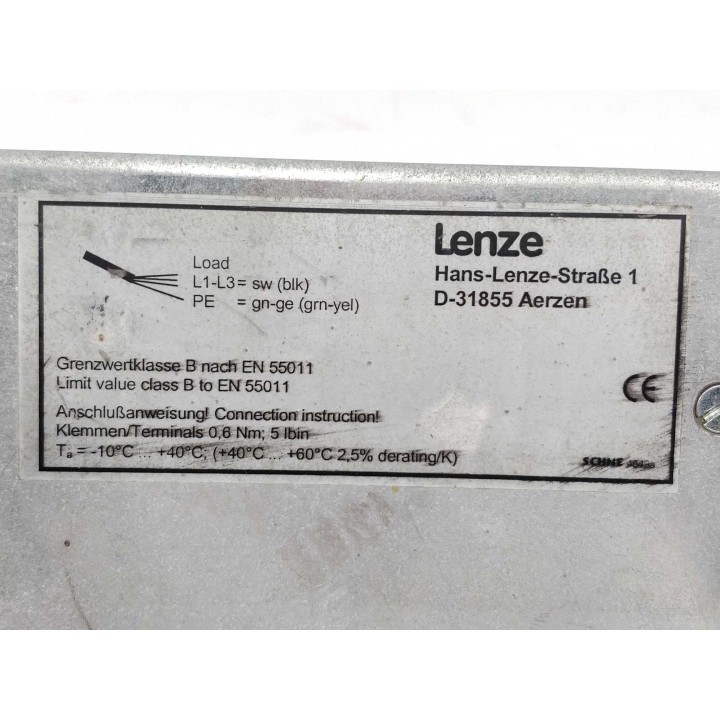 Lenze
Hans-Lenze-Straße 1
D-31855 Aerzen
Load
L1-L3= sw (blk)
PE = gn-ge (grn-yel)
Grenzwertklasse B nach EN 55011
Limit value class B to EN 55011
CE
Anschlußanweisung! Connection instruction!
Klemmen/Terminals 0,6 Nm; 5 lbin
Ta = -10°C ... +40°C; (+40°C ... +60°C 2,5% derating/K)